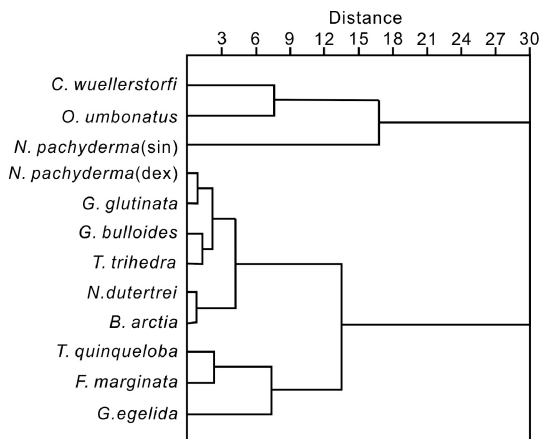 Distance
3 6 9 12 15 18 21 24 27 30
C. wuellerstorfi
O. umbonatus
N. pachyderma(sin)
N. pachyderma(dex)
G. glutinata
G. bulloides
T. trihedra
N.dutertrei
B. arctia
T. quinqueloba
F. marginata
G.egelida